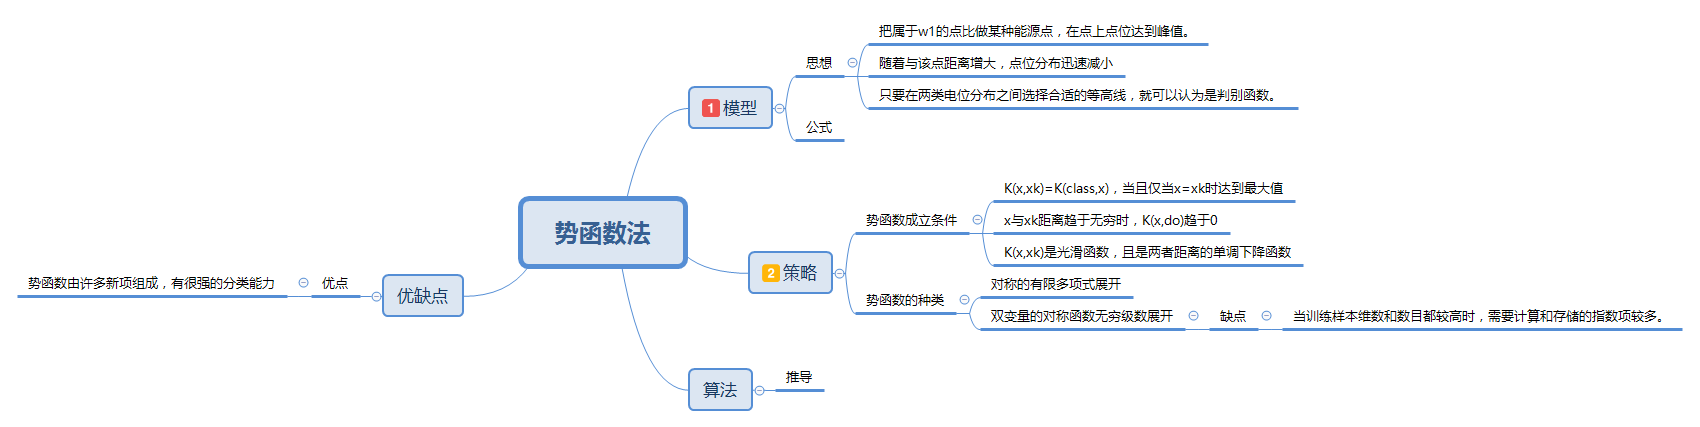 势函数法
1 模型
思想
把属于w1的点比做某种能源点，在点上点位达到峰值。
随着与该点距离增大，点位分布迅速减小
只要在两类电位分布之间选择合适的等高线，就可以认为是判别函数。
公式
2 策略
势函数成立条件
K(x,xk)=K(class,x)，当且仅当x=xk时达到最大值
x与xk距离趋于无穷时，K(x,do)趋于0
K(x,xk)是光滑函数，且是两者距离的单调下降函数
势函数的种类
对称的有限多项式展开
双变量的对称函数无穷级数展开
缺点
当训练样本维数和数目都较高时，需要计算和存储的指数项较多。
算法
推导
优缺点
优点
势函数由许多新项组成，有很强的分类能力